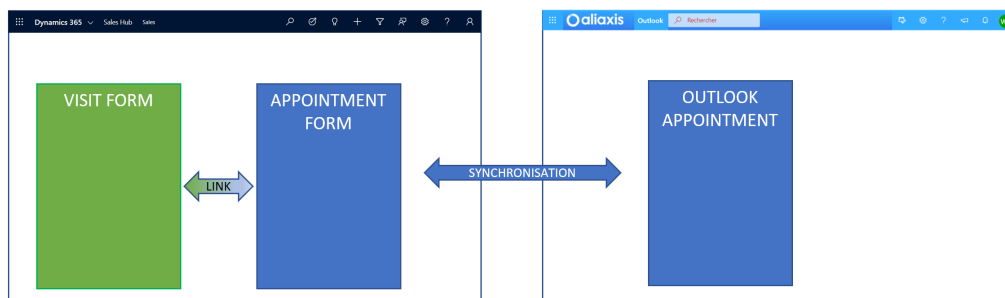 Dynamics 365 Sales Hub Sales
aliaxis Outlook Rechercher
VISIT FORM
APPOINTMENT
FORM
OUTLOOK
APPOINTMENT
LINK
SYNCHRONISATION